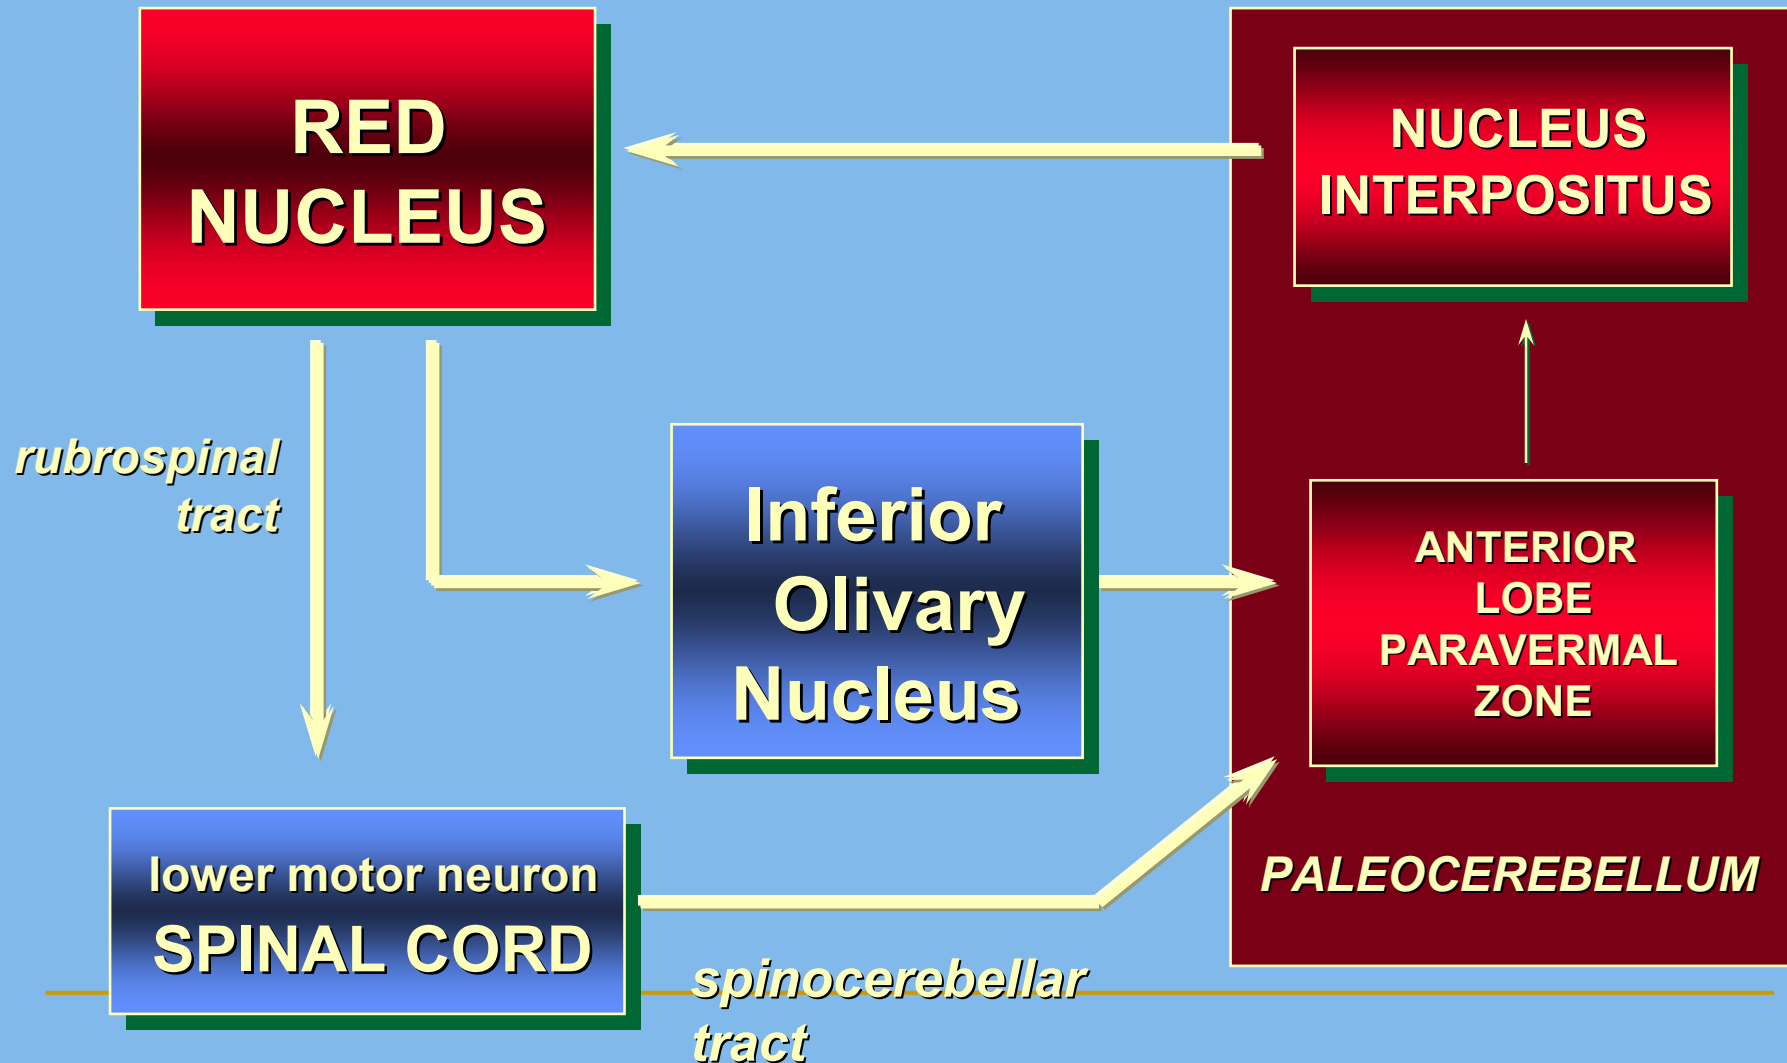 RED
NUCLEUS
NUCLEUS
INTERPOSITUS
rubrospinal
tract
Inferior
Olivary
Nucleus
ANTERIOR
LOBE
PARAVERMAL
ZONE
lower motor neuron
SPINAL CORD
PALEOCEREBELLUM
spinocerebellar
tract